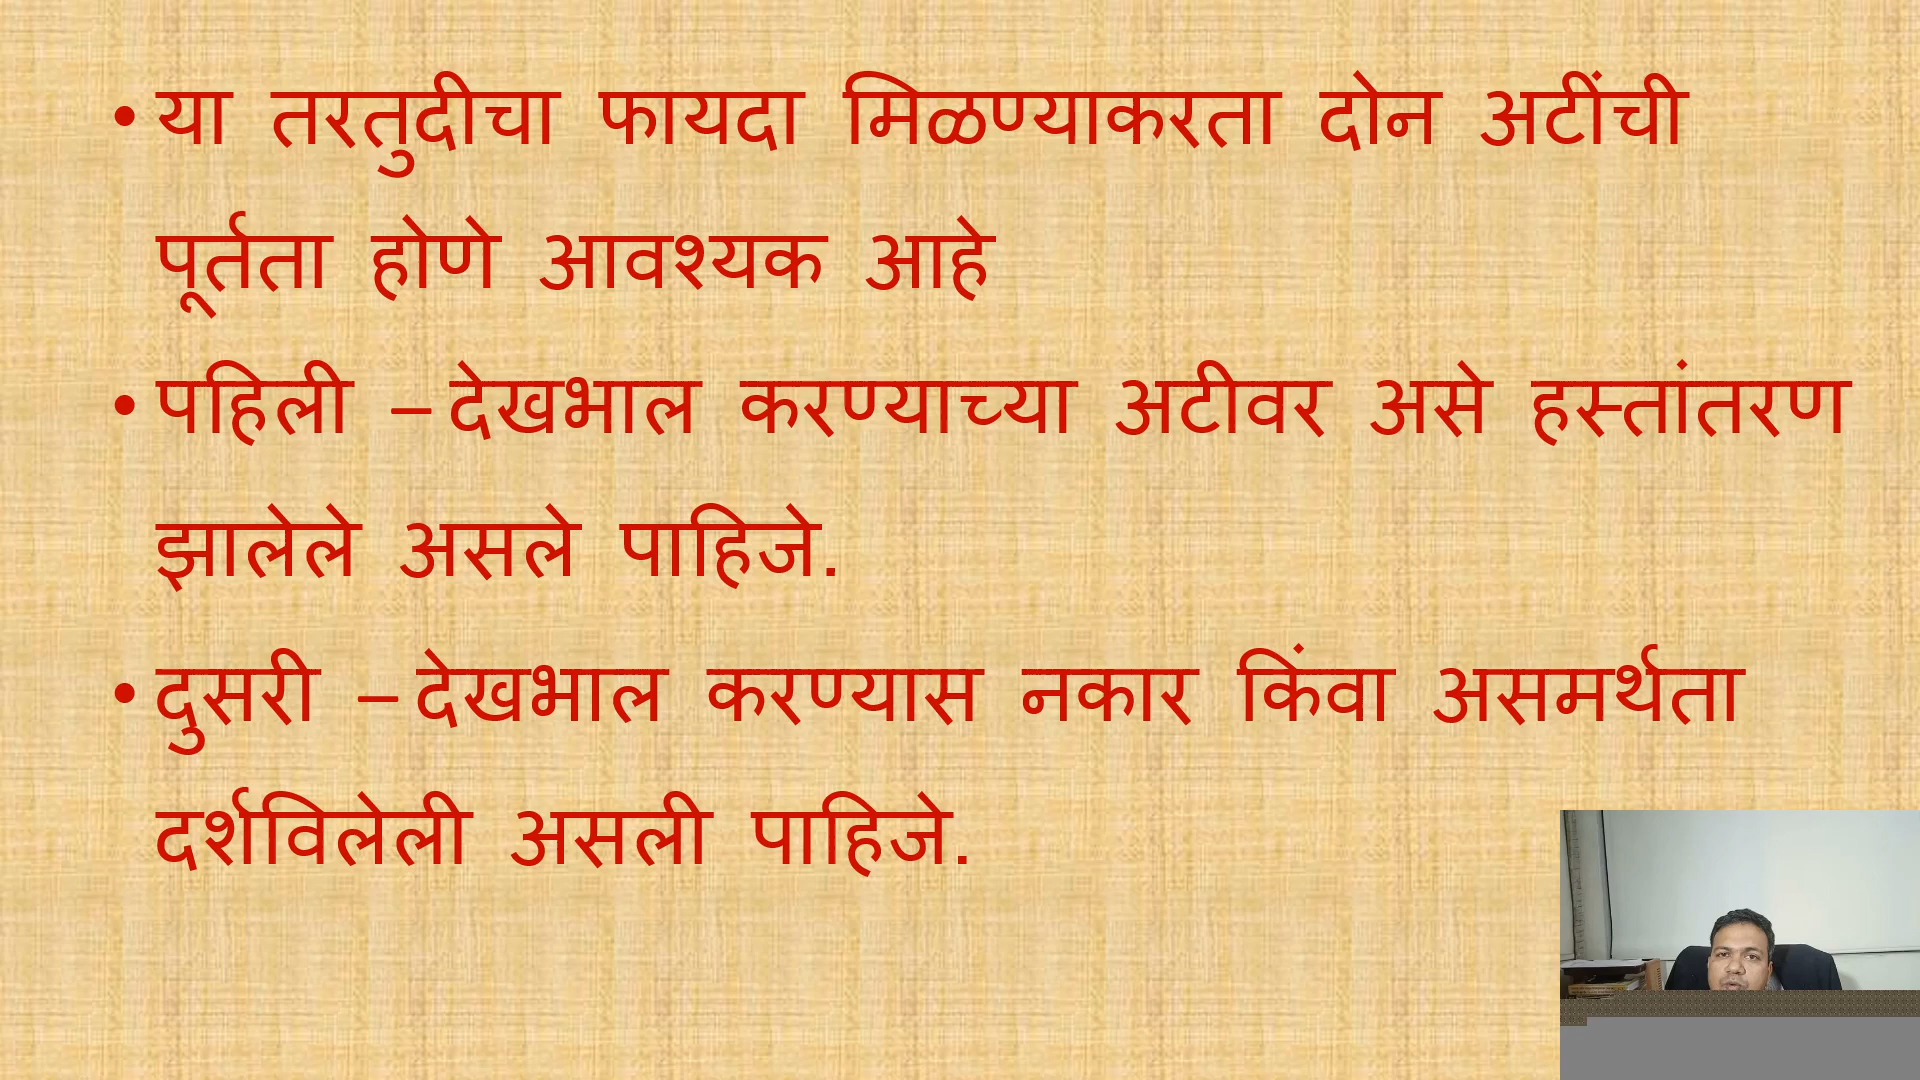 • या तरतुदीचा फायदा मिळण्याकरता दोन अटींची
पूर्तता होणे आवश्यक आहे
• पहिली – देखभाल करण्याच्या अटीवर असे हस्तांतरण
झालेले असले पाहिजे.
• दुसरी – देखभाल करण्यास नकार किंवा असमर्थता
दर्शविलेली असली पाहिजे.